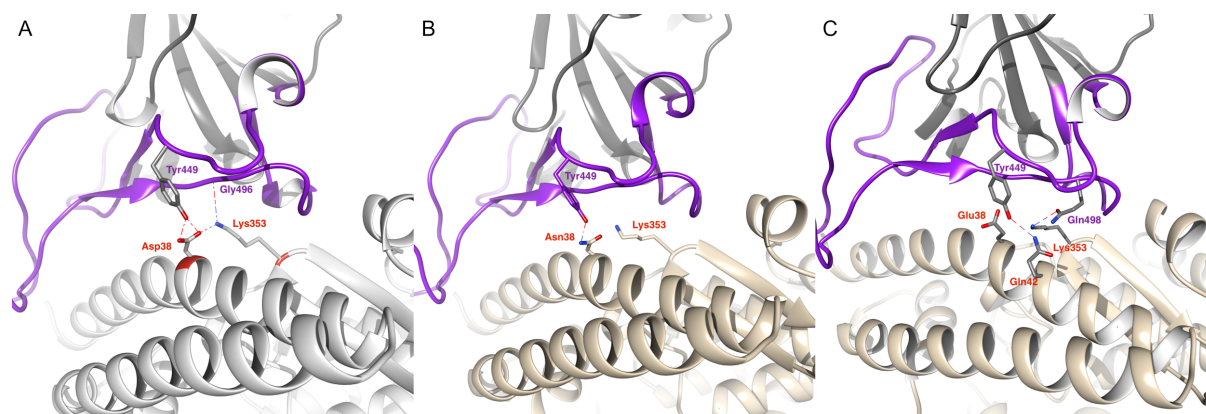 A
Tyr449
Gly496
Lys353
Asp38
B
Tyr449
Asn38
Lys353
C
Tyr449
Glu38
Gln498
Lys353
Gln42